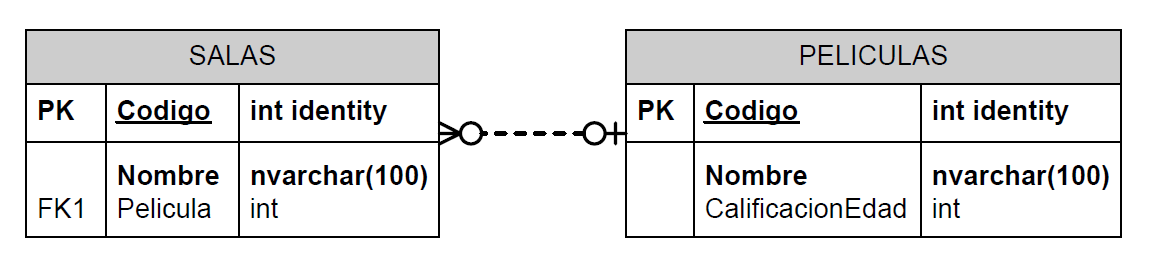 SALAS
PK Codigo int identity
Nombre nvarchar(100)
FK1 Pelicula int
PELICULAS
PK Codigo int identity
Nombre nvarchar(100)
CalificacionEdad int